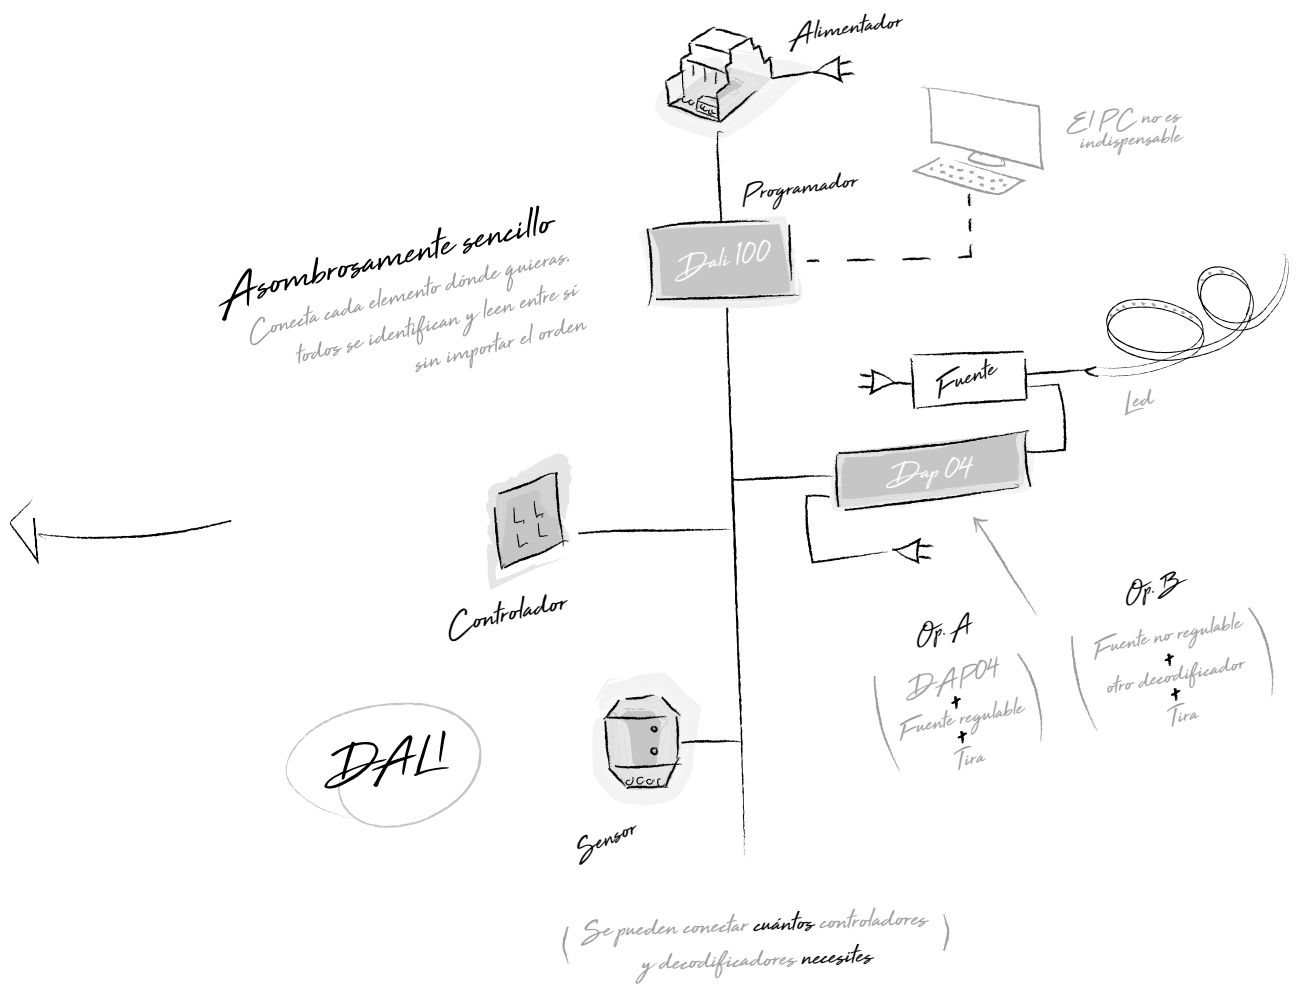 Alimentador
El PC no es
indispensable
Programador
Dali 100
Asombrosamente sencillo
Conecta cada elemento dónde quieras,
todos se identifican y leen entre sí
sin importar el orden
Fuente
Led
Dap 04
Controlador
Op. A
DAP04
+
Fuente regulable
+
Tira
Op. B
Fuente no regulable
+
otro decodificador
+
Tira
DALI
Sensor
(Se pueden conectar cuántos controladores
y decodificadores necesites)